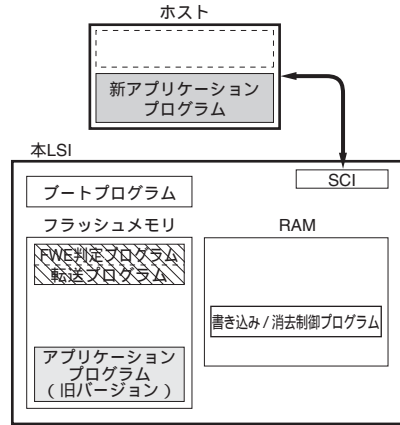 ホスト
新アプリケーション
プログラム
本LSI
SCI
ブートプログラム
フラッシュメモリ
RAM
FWE判定プログラム
転送プログラム
書き込み/消去制御プログラム
アプリケーション
プログラム
(旧バージョン)